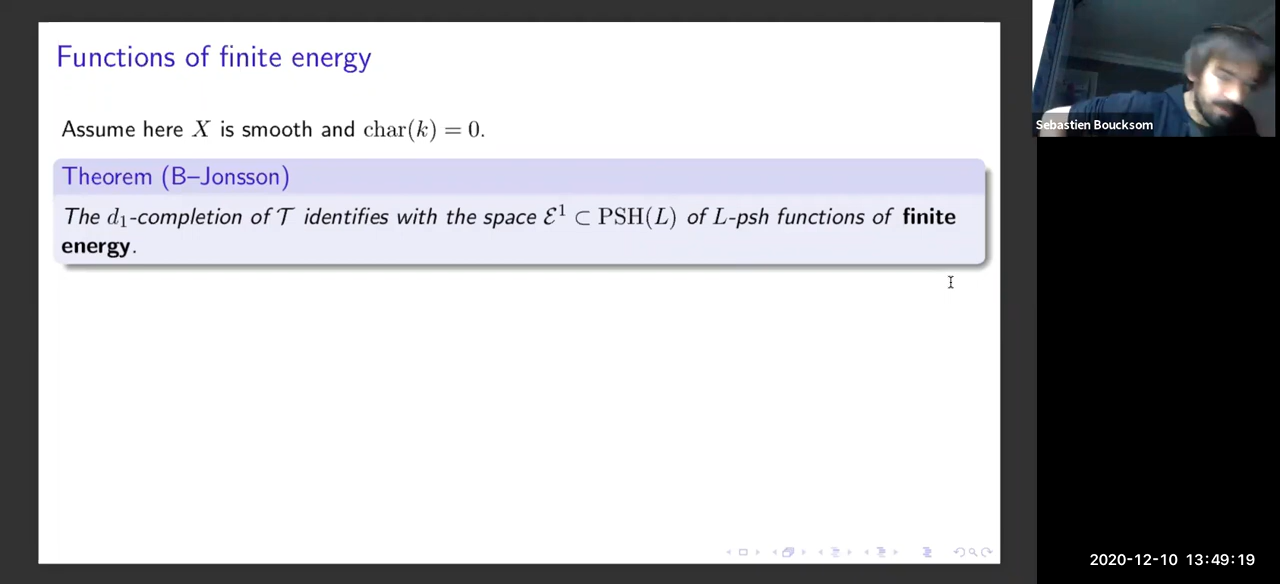 Functions of finite energy
Assume here X is smooth and char(k) = 0.
Theorem (B–Jonsson)
The d₁-completion of 𝒯 identifies with the space ℰ¹ ⊂ PSH(L) of L-psh functions of finite
energy.
Sebastien Boucksom
2020-12-10 13:49:19